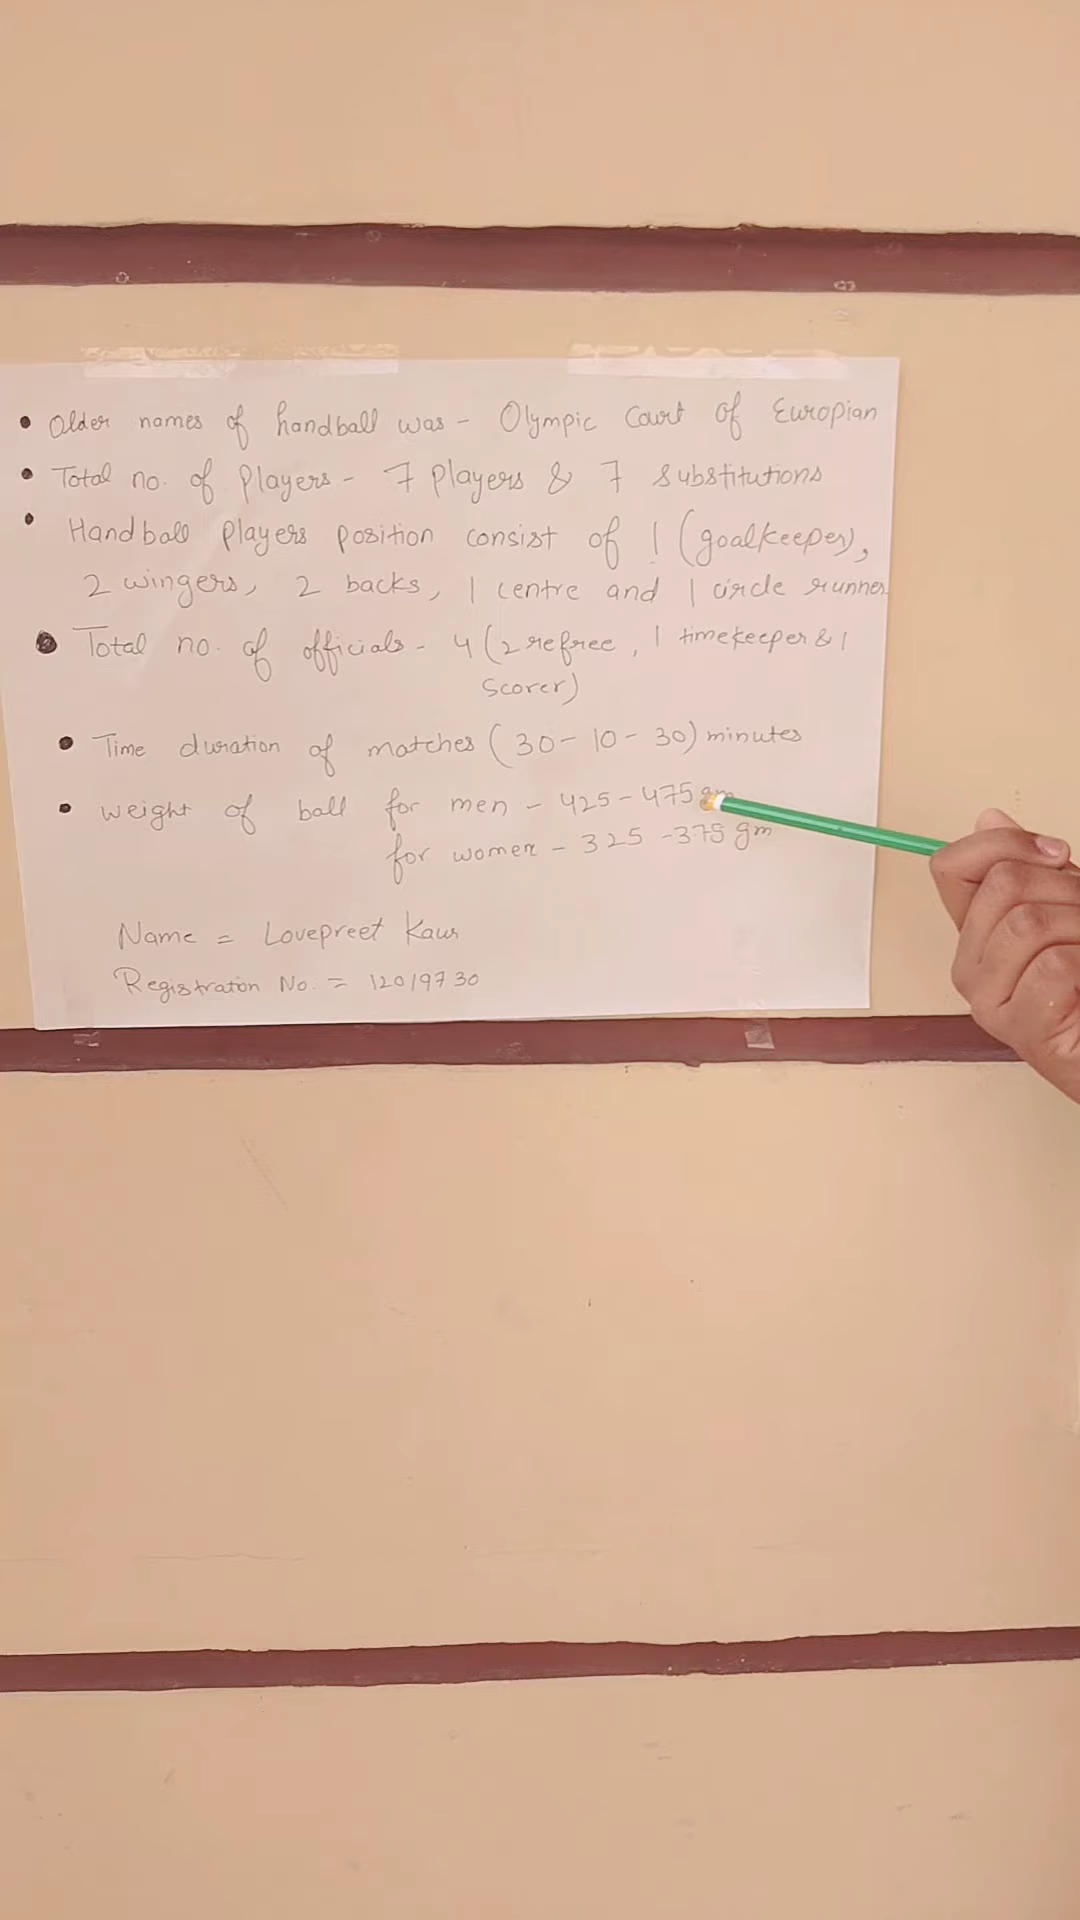 • Older names of handball was - Olympic Court of Europian
• Total no. of Players - 7 Players & 7 Substitutions
• Handball players position consist of 1 (goalkeeper),
2 wingers, 2 backs, 1 centre and 1 circle runner
• Total no. of officials - 4 (2 refree, 1 timekeeper & 1
Scorer)
• Time duration of matches (30-10-30) minutes
• weight of ball for men - 425-475 gm
for women - 325-375 gm
Name = Lovepreet Kaur
Registraton No. = 12019730